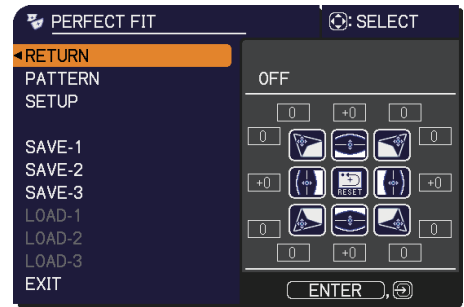 PERFECT FIT
: SELECT
RETURN
PATTERN
SETUP
SAVE-1
SAVE-2
SAVE-3
LOAD-1
LOAD-2
LOAD-3
EXIT
OFF
0 +0 0
0 0
+0 RESET +0
0 0
0 +0 0
ENTER ,